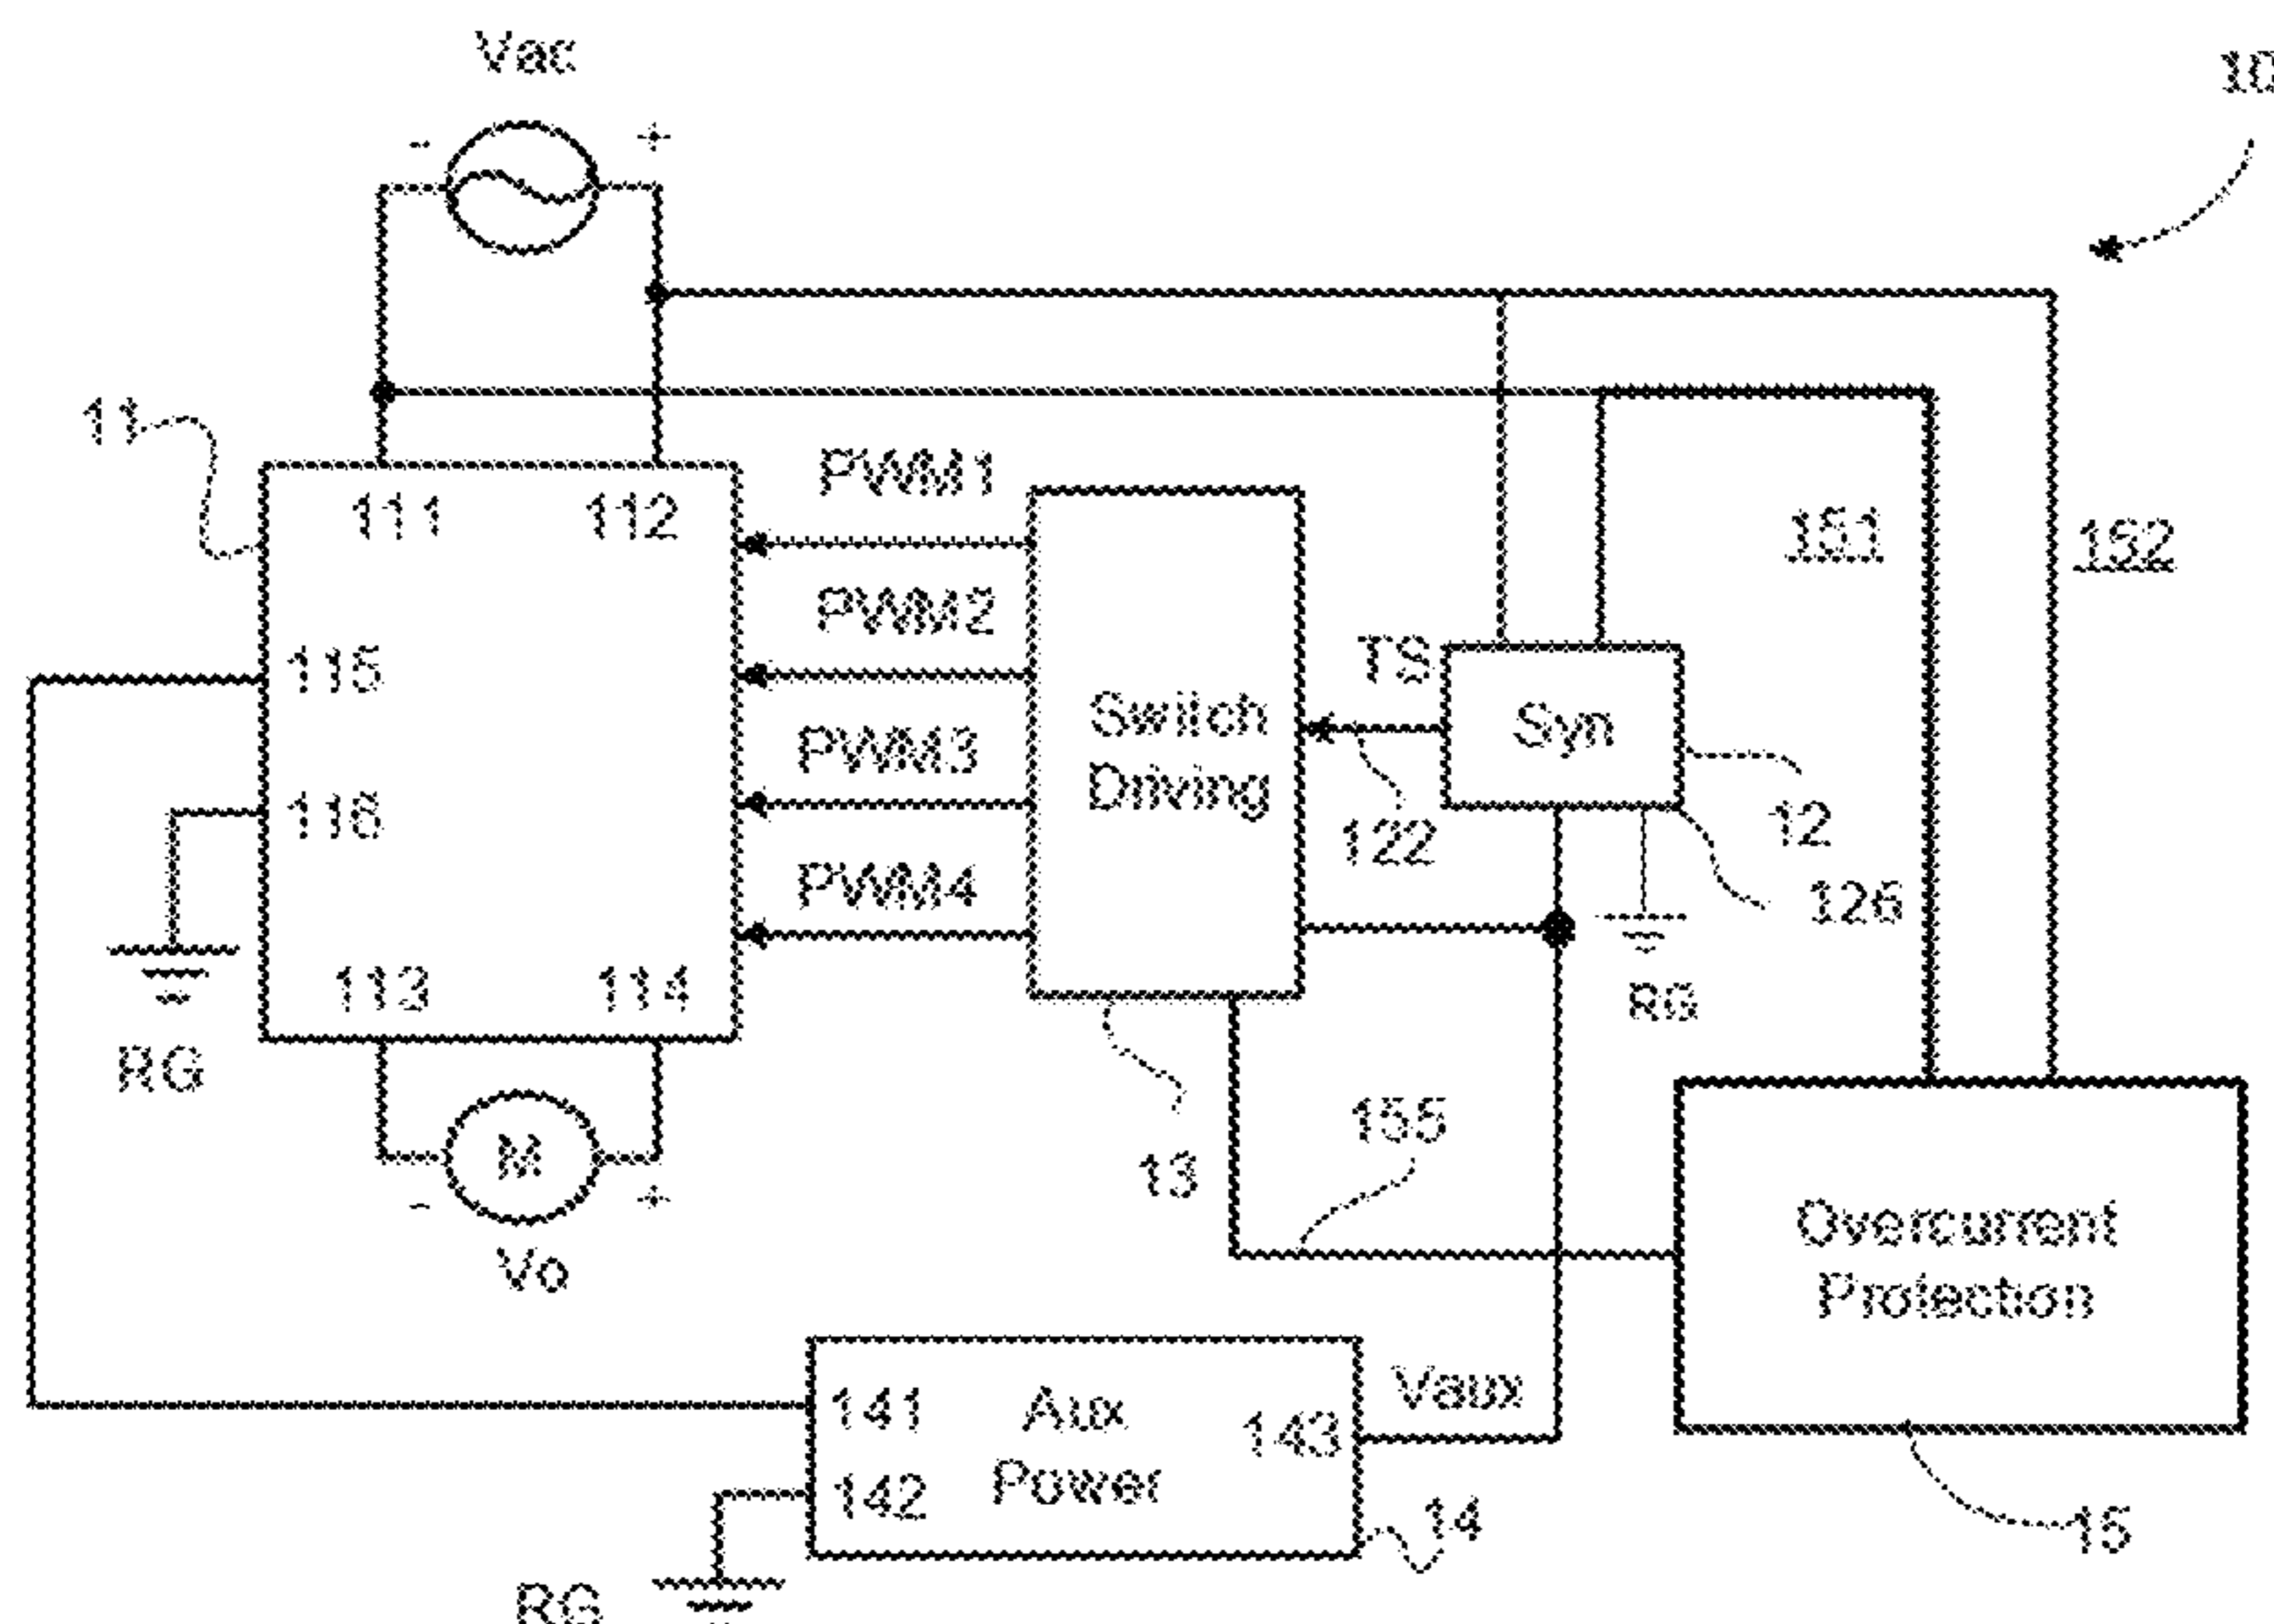 Vac
10
- +
11
111 112
PWM1
151
152
PWM2
115
TS
Switch
Driving
Syn
PWM3
116
122
12
PWM4
126
113 114
RG
RG
M
155
13
- +
Vo
Overcurrent
Protection
141 Aux 143
Vaux
142 Power
14
15
RG